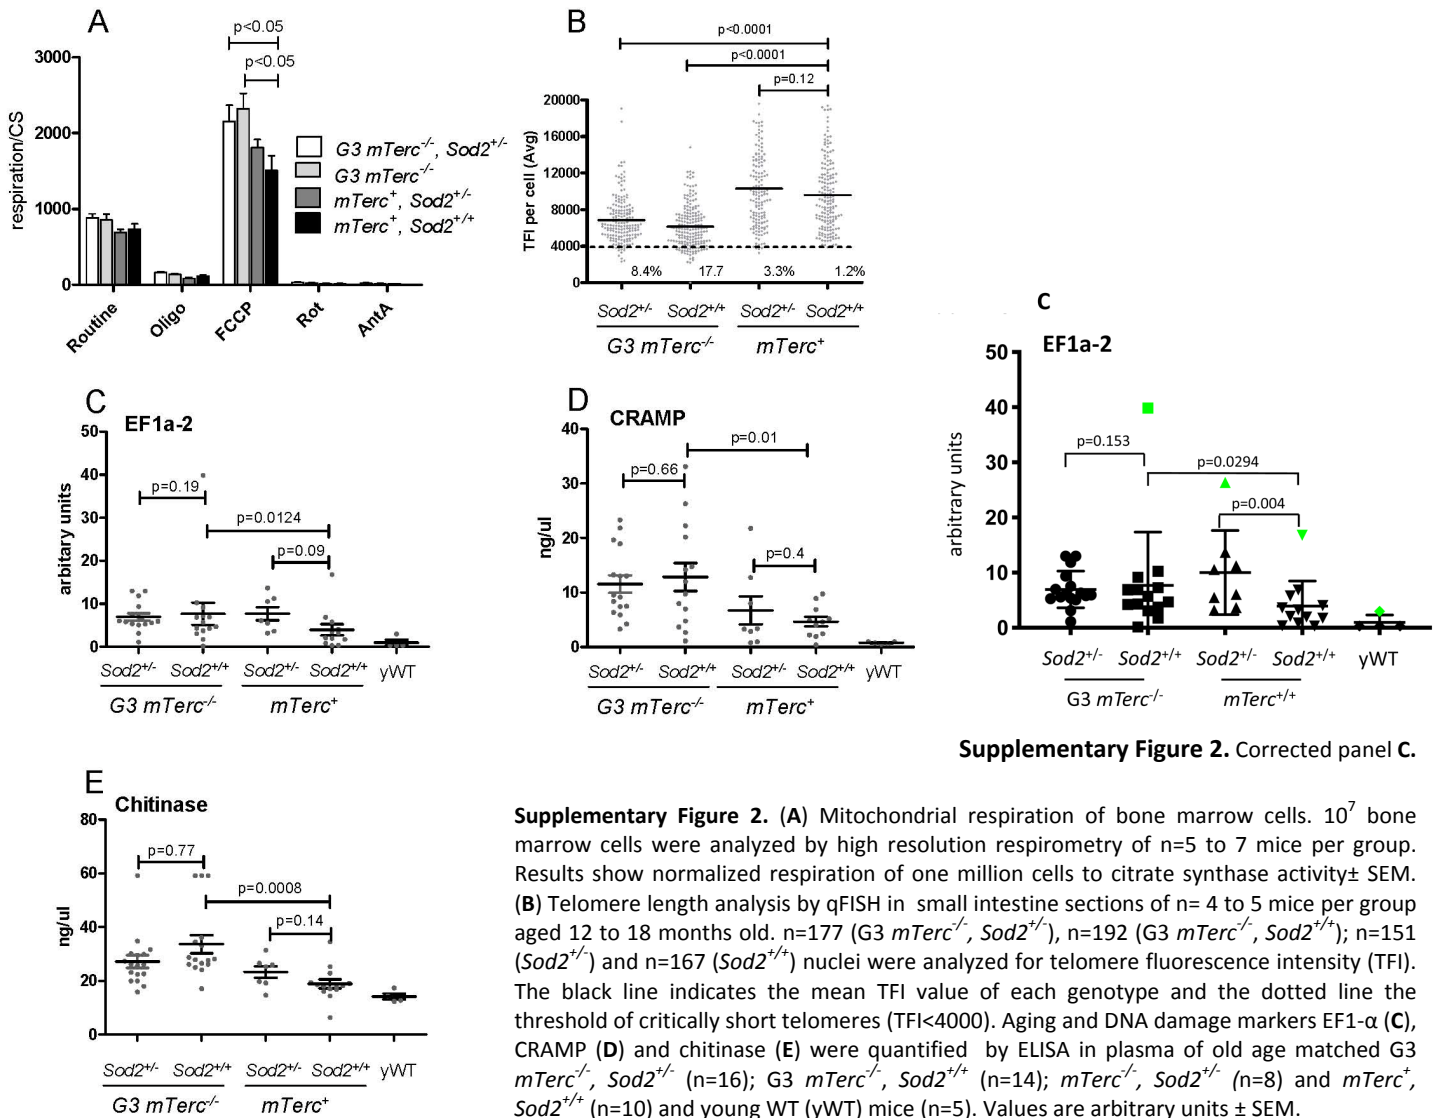 A
p<0.05
p<0.05
respiration/CS
3000
2000
1000
0
Routine
Oligo
FCCP
Rot
AntA
G3 mTerc-/-, Sod2+/-
G3 mTerc-/-
mTerc+, Sod2+/-
mTerc+, Sod2+/+
B
p<0.0001
p<0.0001
p=0.12
TFI per cell (Avg)
20000
16000
12000
8000
4000
0
8.4% 17.7 3.3% 1.2%
Sod2+/- Sod2+/+ Sod2+/- Sod2+/+
G3 mTerc-/- mTerc+
C
EF1a-2
arbitary units
50
40
30
20
10
0
p=0.19
p=0.0124
p=0.09
Sod2+/- Sod2+/+ Sod2+/- Sod2+/+ yWT
G3 mTerc-/- mTerc+
D
CRAMP
ng/ul
40
30
20
10
0
p=0.01
p=0.66
p=0.4
Sod2+/- Sod2+/+ Sod2+/- Sod2+/+ yWT
G3 mTerc-/- mTerc+
C
EF1a-2
arbitrary units
50
40
30
20
10
0
p=0.153
p=0.0294
p=0.004
Sod2+/- Sod2+/+ Sod2+/- Sod2+/+ yWT
G3 mTerc-/- mTerc+/+
Supplementary Figure 2. Corrected panel C.
E
Chitinase
ng/ul
80
60
40
20
0
p=0.77
p=0.0008
p=0.14
Sod2+/- Sod2+/+ Sod2+/- Sod2+/+ yWT
G3 mTerc-/- mTerc+
Supplementary Figure 2. (A) Mitochondrial respiration of bone marrow cells. 10^7 bone
marrow cells were analyzed by high resolution respirometry of n=5 to 7 mice per group.
Results show normalized respiration of one million cells to citrate synthase activity± SEM.
(B) Telomere length analysis by qFISH in small intestine sections of n= 4 to 5 mice per group
aged 12 to 18 months old. n=177 (G3 mTerc-/-, Sod2+/-), n=192 (G3 mTerc-/-, Sod2+/+); n=151
(Sod2+/-) and n=167 (Sod2+/+) nuclei were analyzed for telomere fluorescence intensity (TFI).
The black line indicates the mean TFI value of each genotype and the dotted line the
threshold of critically short telomeres (TFI<4000). Aging and DNA damage markers EF1-α (C),
CRAMP (D) and chitinase (E) were quantified by ELISA in plasma of old age matched G3
mTerc-/-, Sod2+/- (n=16); G3 mTerc-/-, Sod2+/+ (n=14); mTerc-/-, Sod2+/- (n=8) and mTerc+,
Sod2+/+ (n=10) and young WT (yWT) mice (n=5). Values are arbitrary units ± SEM.